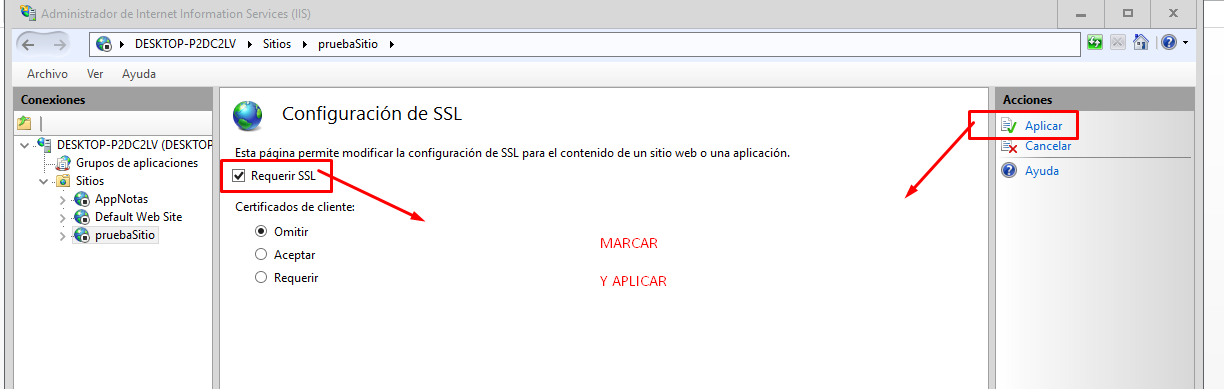 Administrador de Internet Information Services (IIS)
DESKTOP-P2DC2LV Sitios pruebaSitio
Archivo Ver Ayuda
Conexiones
DESKTOP-P2DC2LV (DESKTOP
Grupos de aplicaciones
Sitios
AppNotas
Default Web Site
pruebaSitio
Configuración de SSL
Esta página permite modificar la configuración de SSL para el contenido de un sitio web o una aplicación.
Requerir SSL
Certificados de cliente:
Omitir
Aceptar
Requerir
MARCAR
Y APLICAR
Acciones
Aplicar
Cancelar
Ayuda